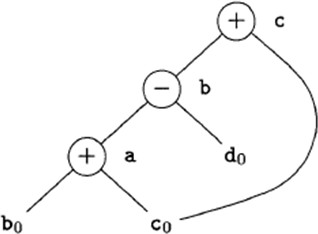 + c
− b
+ a
d₀
b₀ c₀